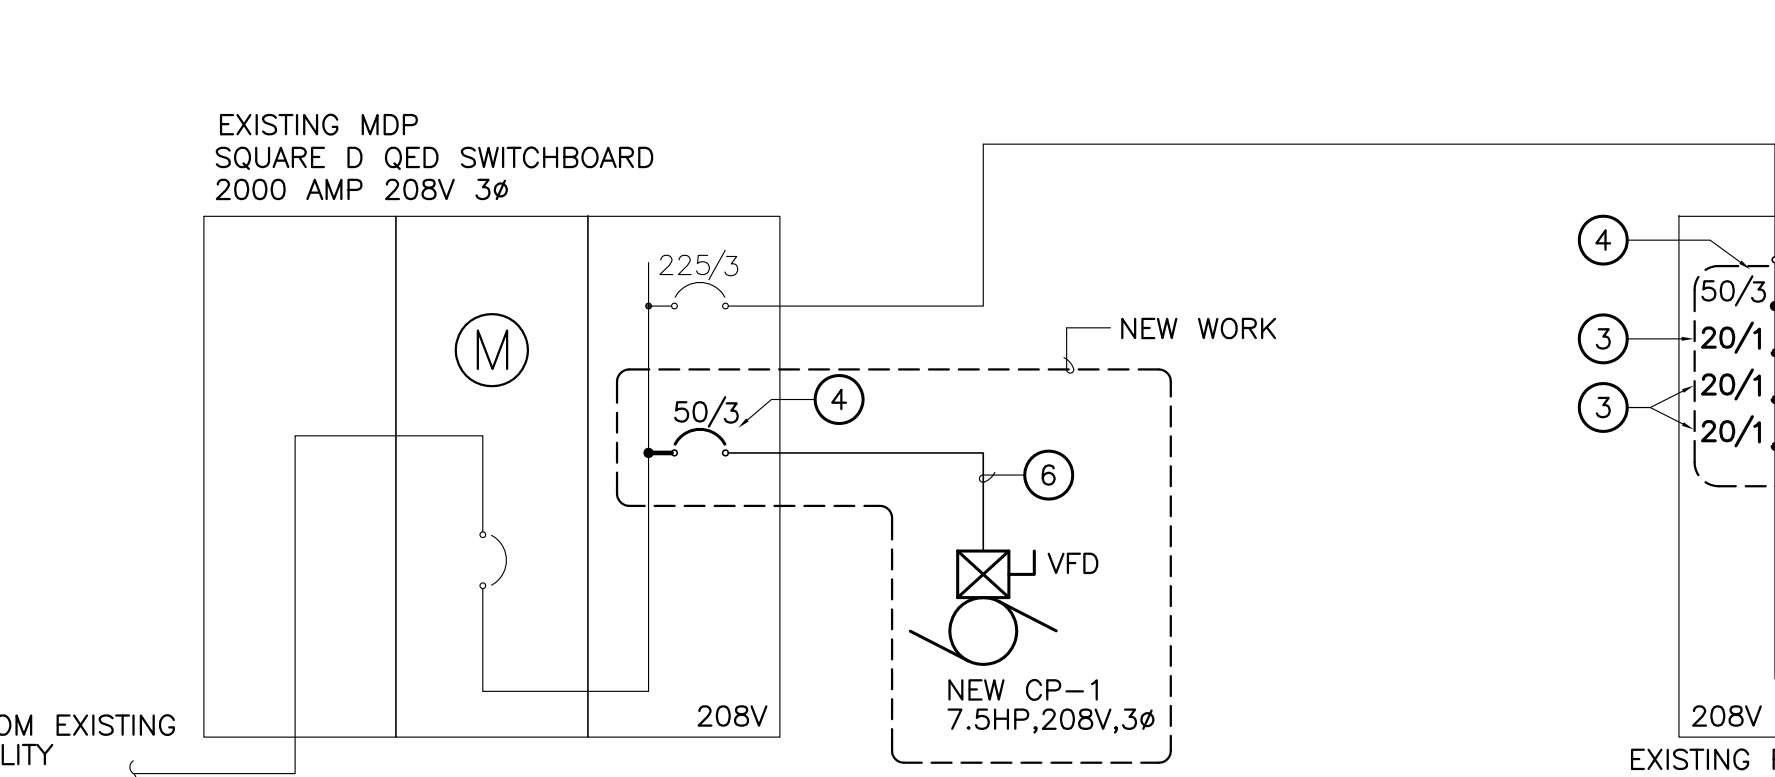 EXISTING MDP
SQUARE D QED SWITCHBOARD
2000 AMP 208V 3ø
225/3
M
NEW WORK
50/3
4
6
VFD
NEW CP-1
7.5HP,208V,3ø
208V
EXISTING
4
50/3
3
20/1
20/1
3
20/1
208V
EXISTING